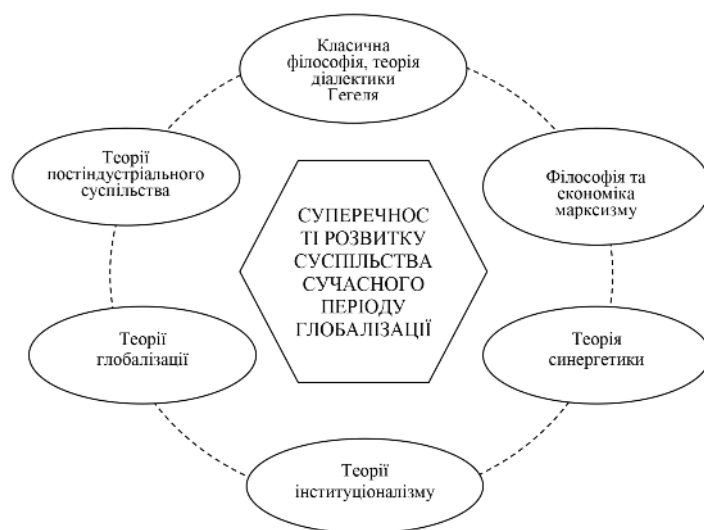 Класична
філософія, теорія
діалектики
Гегеля
Теорії
постіндустріального
суспільства
Філософія та
економіка
марксизму
СУПЕРЕЧНОС
ТІ РОЗВИТКУ
СУСПІЛЬСТВА
СУЧАСНОГО
ПЕРІОДУ
ГЛОБАЛІЗАЦІЇ
Теорії
глобалізації
Теорія
синергетики
Теорії
інституціоналізму